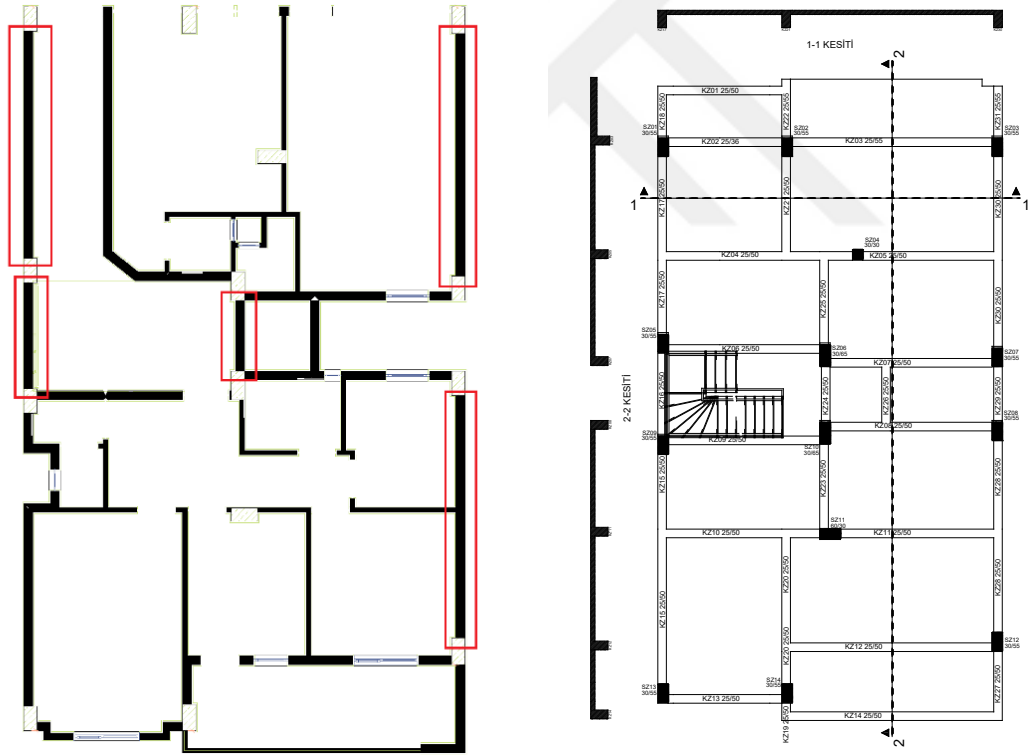 1-1 KESİTİ
2
KZ01 25/50
KZ18 25/50
KZ22 25/55
KZ31 25/55
SZ01
30/55
SZ02
30/55
SZ03
30/55
KZ02 25/36
KZ03 25/55
KZ17 25/50
KZ21 25/50
KZ30 25/50
1
1
SZ04
30/30
KZ04 25/50
KZ05 25/50
KZ17 25/50
KZ25 25/50
KZ30 25/50
SZ05
30/55
SZ06
30/65
SZ07
30/55
KZ06 25/50
KZ07 25/50
2-2 KESİTİ
KZ16 25/50
KZ24 25/50
KZ26 25/50
KZ29 25/50
SZ08
30/55
SZ09
30/55
KZ09 25/50
KZ08 25/50
SZ10
30/65
KZ15 25/50
KZ23 25/50
KZ28 25/50
SZ11
60/30
KZ10 25/50
KZ11 25/50
KZ15 25/50
KZ20 25/50
KZ28 25/50
KZ20 25/50
SZ12
30/55
KZ12 25/50
SZ13
30/55
SZ14
30/55
KZ27 25/50
KZ13 25/50
KZ14 25/50
KZ19 25/50
2